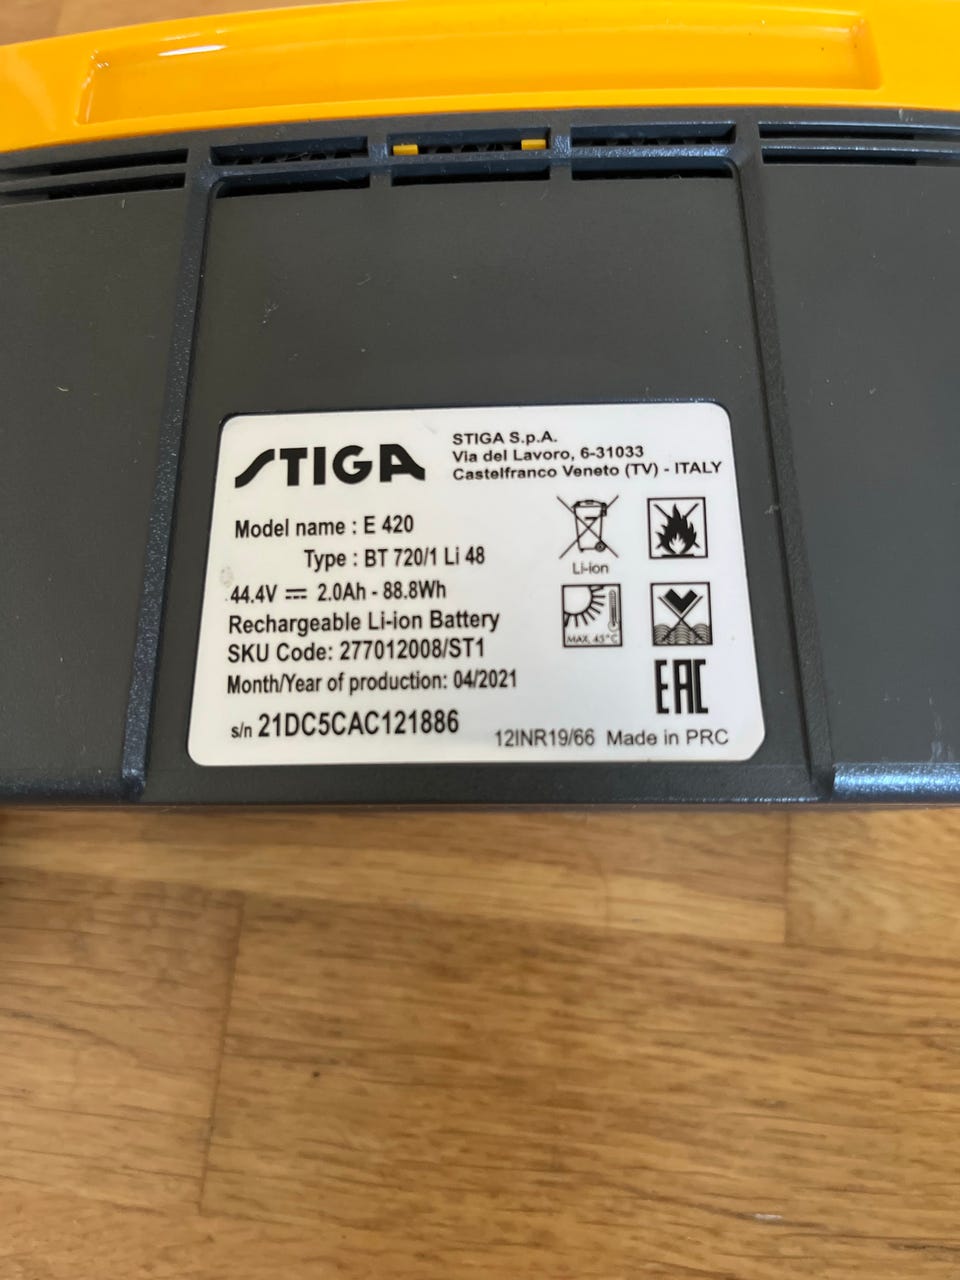 STIGA
STIGA S.p.A.
Via del Lavoro, 6-31033
Castelfranco Veneto (TV) - ITALY
Model name : E 420
Type : BT 720/1 Li 48
44.4V ⎓ 2.0Ah - 88.8Wh
Rechargeable Li-ion Battery
SKU Code: 277012008/ST1
Month/Year of production: 04/2021
s/n 21DC5CAC121886
Li-ion
MAX. 45°C
EAC
12INR19/66 Made in PRC